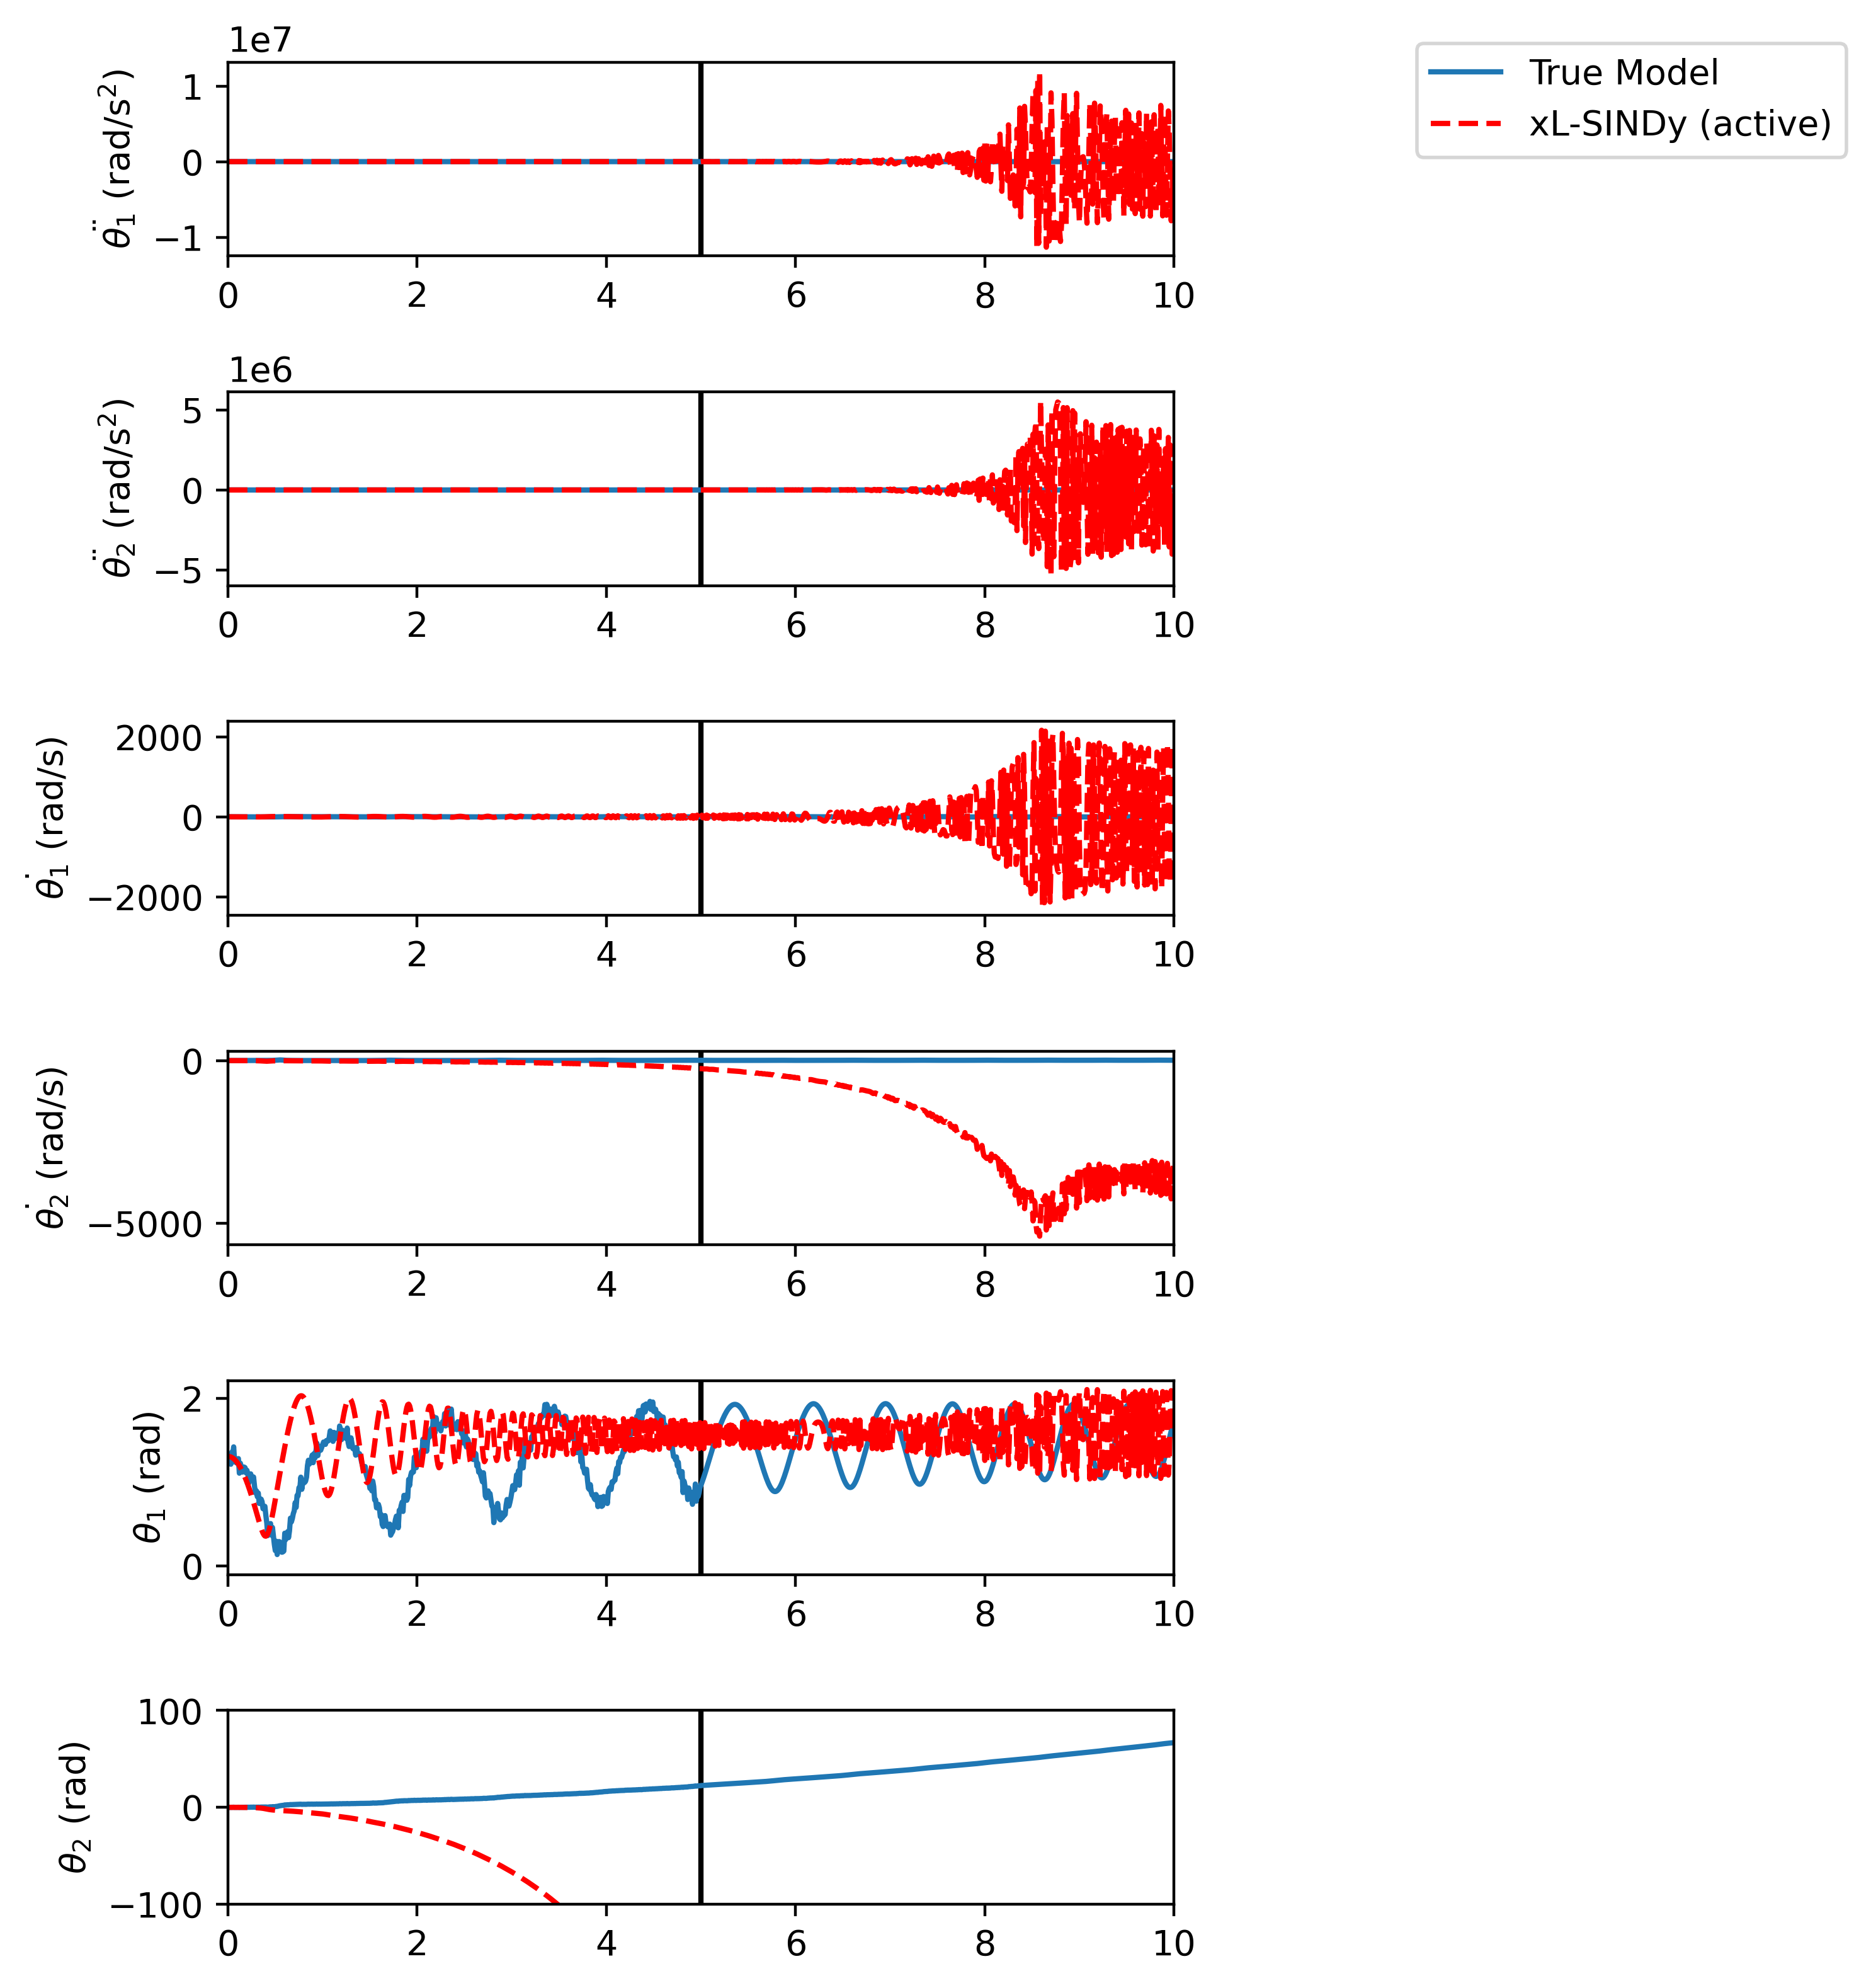 1e7
θ̈₁ (rad/s²)
1
0
−1
0 2 4 6 8 10
True Model
xL-SINDy (active)
1e6
θ̈₂ (rad/s²)
5
0
−5
0 2 4 6 8 10
θ̇₁ (rad/s)
2000
0
−2000
0 2 4 6 8 10
θ̇₂ (rad/s)
0
−5000
0 2 4 6 8 10
θ₁ (rad)
2
0
0 2 4 6 8 10
θ₂ (rad)
100
0
−100
0 2 4 6 8 10